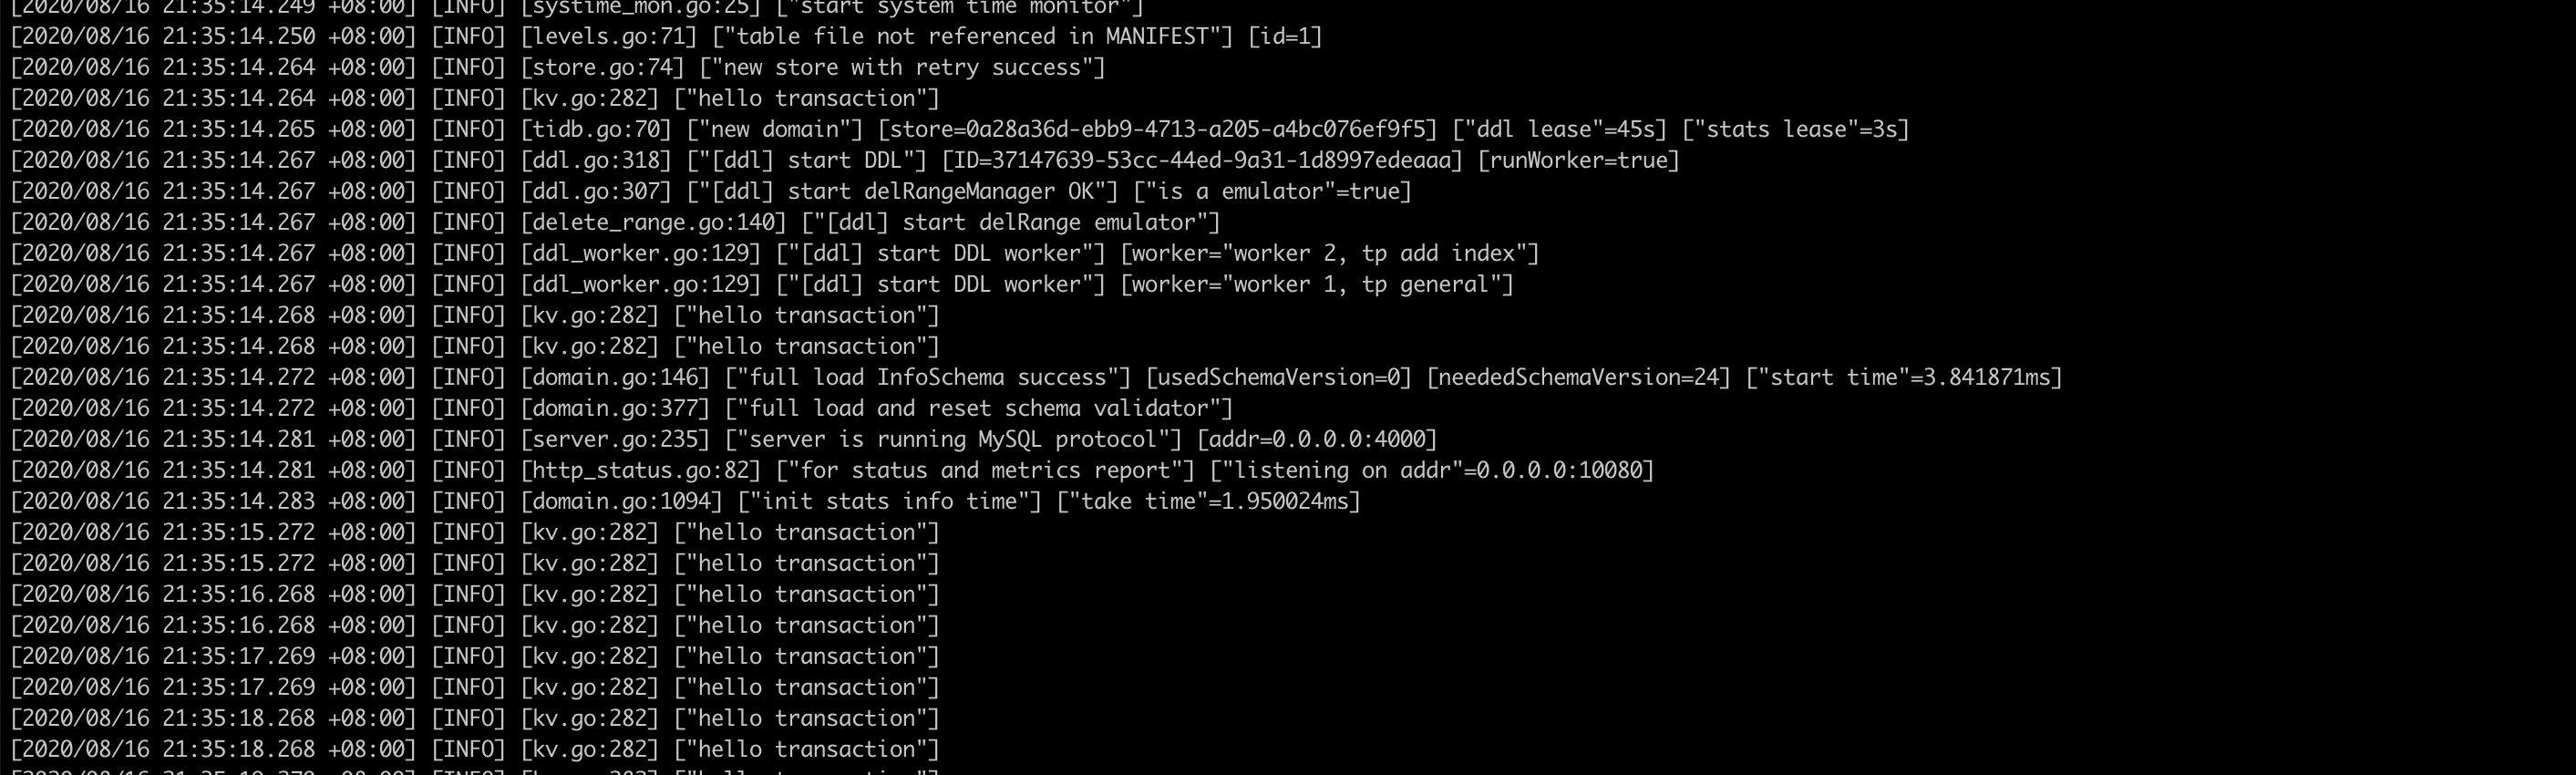 [2020/08/16 21:35:14.249 +08:00] [INFO] [systime_mon.go:25] ["start system time monitor"]
[2020/08/16 21:35:14.250 +08:00] [INFO] [levels.go:71] ["table file not referenced in MANIFEST"] [id=1]
[2020/08/16 21:35:14.264 +08:00] [INFO] [store.go:74] ["new store with retry success"]
[2020/08/16 21:35:14.264 +08:00] [INFO] [kv.go:282] ["hello transaction"]
[2020/08/16 21:35:14.265 +08:00] [INFO] [tidb.go:70] ["new domain"] [store=0a28a36d-ebb9-4713-a205-a4bc076ef9f5] ["ddl lease"=45s] ["stats lease"=3s]
[2020/08/16 21:35:14.267 +08:00] [INFO] [ddl.go:318] ["[ddl] start DDL"] [ID=37147639-53cc-44ed-9a31-1d8997edeaaa] [runWorker=true]
[2020/08/16 21:35:14.267 +08:00] [INFO] [ddl.go:307] ["[ddl] start delRangeManager OK"] ["is a emulator"=true]
[2020/08/16 21:35:14.267 +08:00] [INFO] [delete_range.go:140] ["[ddl] start delRange emulator"]
[2020/08/16 21:35:14.267 +08:00] [INFO] [ddl_worker.go:129] ["[ddl] start DDL worker"] [worker="worker 2, tp add index"]
[2020/08/16 21:35:14.267 +08:00] [INFO] [ddl_worker.go:129] ["[ddl] start DDL worker"] [worker="worker 1, tp general"]
[2020/08/16 21:35:14.268 +08:00] [INFO] [kv.go:282] ["hello transaction"]
[2020/08/16 21:35:14.268 +08:00] [INFO] [kv.go:282] ["hello transaction"]
[2020/08/16 21:35:14.272 +08:00] [INFO] [domain.go:146] ["full load InfoSchema success"] [usedSchemaVersion=0] [neededSchemaVersion=24] ["start time"=3.841871ms]
[2020/08/16 21:35:14.272 +08:00] [INFO] [domain.go:377] ["full load and reset schema validator"]
[2020/08/16 21:35:14.281 +08:00] [INFO] [server.go:235] ["server is running MySQL protocol"] [addr=0.0.0.0:4000]
[2020/08/16 21:35:14.281 +08:00] [INFO] [http_status.go:82] ["for status and metrics report"] ["listening on addr"=0.0.0.0:10080]
[2020/08/16 21:35:14.283 +08:00] [INFO] [domain.go:1094] ["init stats info time"] ["take time"=1.950024ms]
[2020/08/16 21:35:15.272 +08:00] [INFO] [kv.go:282] ["hello transaction"]
[2020/08/16 21:35:15.272 +08:00] [INFO] [kv.go:282] ["hello transaction"]
[2020/08/16 21:35:16.268 +08:00] [INFO] [kv.go:282] ["hello transaction"]
[2020/08/16 21:35:16.268 +08:00] [INFO] [kv.go:282] ["hello transaction"]
[2020/08/16 21:35:17.269 +08:00] [INFO] [kv.go:282] ["hello transaction"]
[2020/08/16 21:35:17.269 +08:00] [INFO] [kv.go:282] ["hello transaction"]
[2020/08/16 21:35:18.268 +08:00] [INFO] [kv.go:282] ["hello transaction"]
[2020/08/16 21:35:18.268 +08:00] [INFO] [kv.go:282] ["hello transaction"]